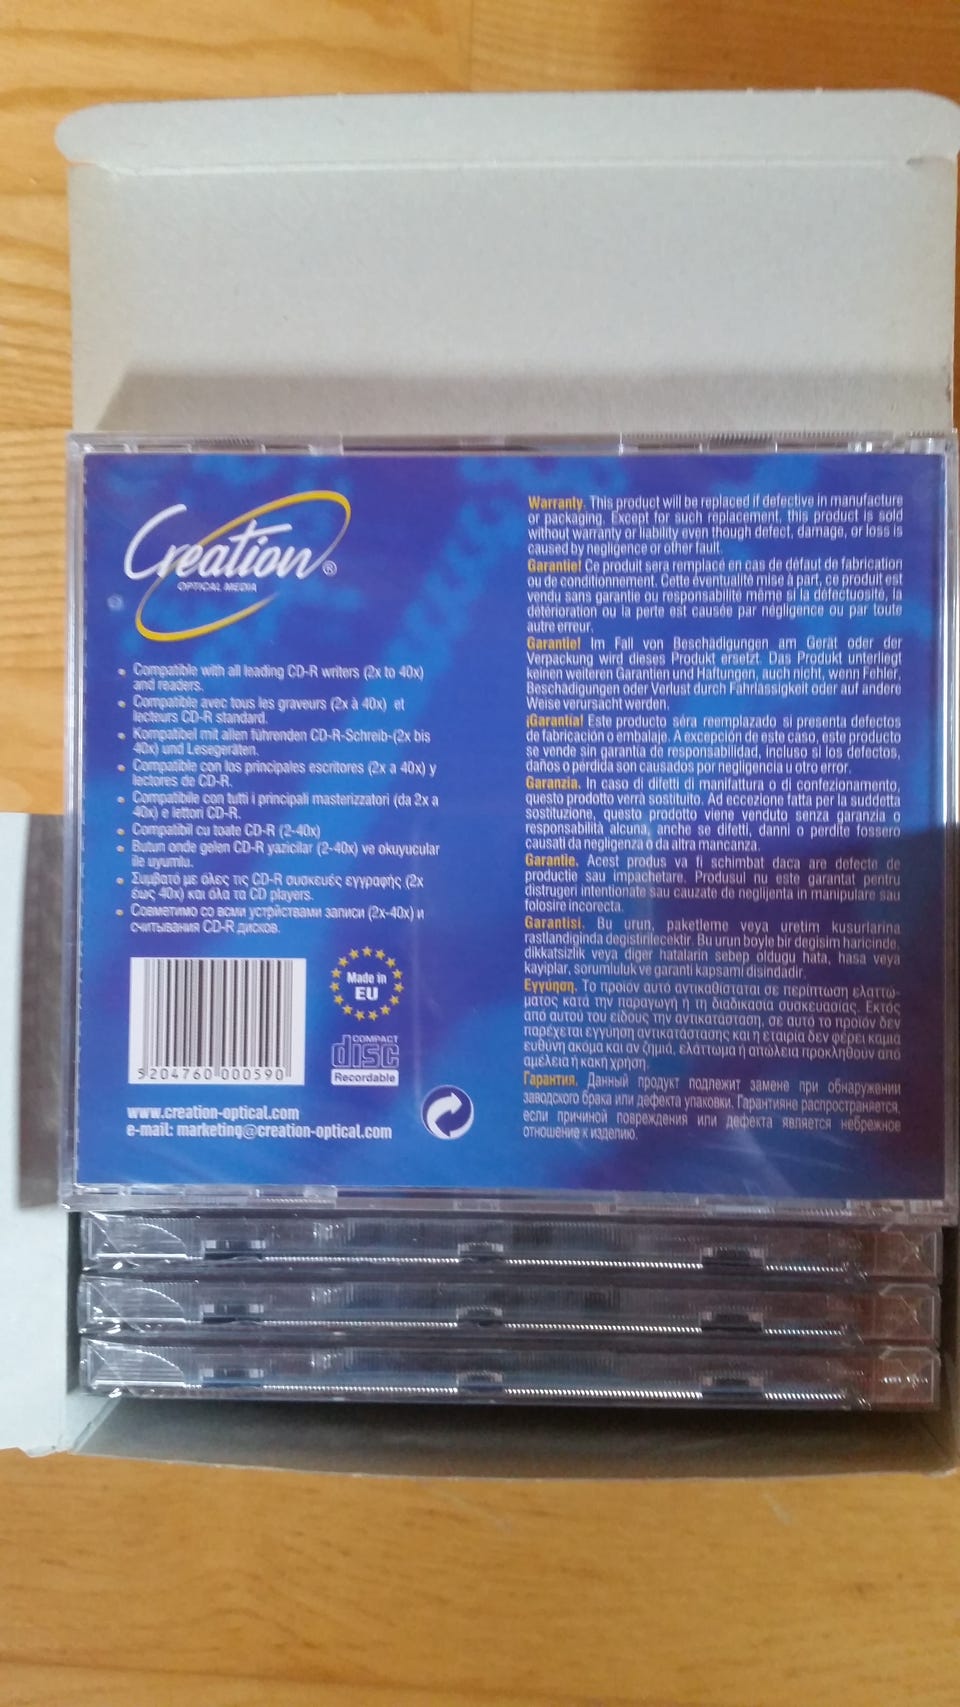 Creation®
OPTICAL MEDIA
• Compatible with all leading CD-R writers (2x to 40x)
and readers.
• Compatible avec tous les graveurs (2x à 40x) et
lecteurs CD-R standard.
• Kompatibel mit allen führenden CD-R-Schreib-(2x bis
40x) und Lesegeräten.
• Compatible con los principales escritores (2x a 40x) y
lectores de CD-R.
• Compatibile con tutti i principali masterizzatori (da 2x a
40x) e lettori CD-R.
• Compatibil cu toate CD-R (2-40x)
• Butun onde gelen CD-R yazicilar (2-40x) ve okuyucular
ile uyumlu.
• Συμβατό με όλες τις CD-R συσκευές εγγραφής (2x
έως 40x) και όλα τα CD players.
• Совместимо со всми устрйствами записи (2x-40x) и
считывания CD-R дисков.
Made in
EU
COMPACT
disc
Recordable
5204760 000590
www.creation-optical.com
e-mail: marketing@creation-optical.com
Warranty. This product will be replaced if defective in manufacture
or packaging. Except for such replacement, this product is sold
without warranty or liability even though defect, damage, or loss is
caused by negligence or other fault.
Garantie! Ce produit sera remplacé en cas de défaut de fabrication
ou de conditionnement. Cette éventualité mise à part, ce produit est
vendu sans garantie ou responsabilité même si la défectuosité, la
détérioration ou la perte est causée par négligence ou par toute
autre erreur.
Garantie! Im Fall von Beschädigungen am Gerät oder der
Verpackung wird dieses Produkt ersetzt. Das Produkt unterliegt
keinen weiteren Garantien und Haftungen, auch nicht, wenn Fehler,
Beschädigungen oder Verlust durch Fahrlässigkeit oder auf andere
Weise verursacht werden.
¡Garantía! Este producto séra reemplazado si presenta defectos
de fabricación o embalaje. A excepción de este caso, este producto
se vende sin garantía de responsabilidad, incluso si los defectos,
daños o pérdida son causados por negligencia u otro error.
Garanzia. In caso di difetti di manifattura o di confezionamento,
questo prodotto verrà sostituito. Ad eccezione fatta per la suddetta
sostituzione, questo prodotto viene venduto senza garanzia o
responsabilità alcuna, anche se difetti, danni o perdite fossero
causati da negligenza o da altra mancanza.
Garantie. Acest produs va fi schimbat daca are defecte de
productie sau impachetare. Produsul nu este garantat pentru
distrugeri intentionate sau cauzate de neglijenta in manipulare sau
folosire incorecta.
Garantisi. Bu urun, paketleme veya uretim kusurlarina
rastlandiginda degistirilecektir. Bu urun boyle bir degisim haricinde,
dikkatsizlik veya diger hatalarin sebep oldugu hata, hasa veya
kayiplar, sorumluluk ve garanti kapsami disindadir.
Εγγύηση. Το προϊόν αυτό αντικαθίσταται σε περίπτωση ελαττώ-
ματος κατά την παραγωγή ή τη διαδικασία συσκευασίας. Εκτός
από αυτού του είδους την αντικατάσταση, σε αυτό το προϊόν δεν
παρέχεται εγγύηση αντικατάστασης και η εταιρία δεν φέρει καμία
ευθύνη ακόμα και αν ζημιά, ελάττωμα ή απώλεια προκληθούν από
αμέλεια ή κακή χρήση.
Гарантия. Данный продукт подлежит замене при обнаружении
заводского брака или дефекта упаковки. Гарантияне распространяется,
если причиной повреждения или дефекта является небрежное
отношение к изделию.